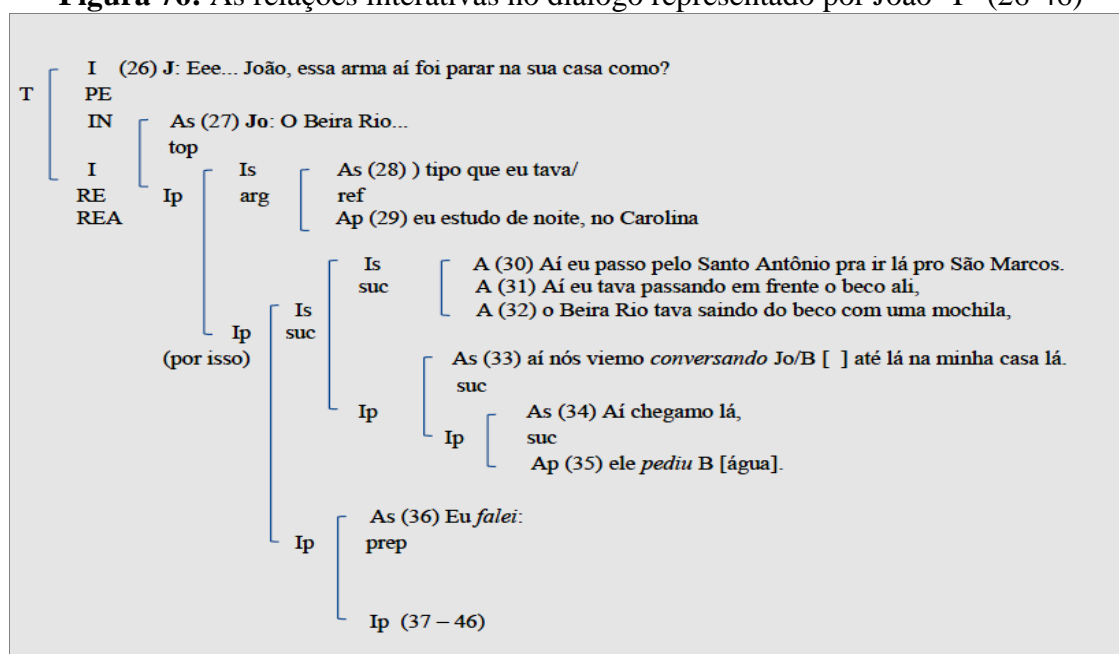 Figura 70: As relações interativas no diálogo representado por João "P" (26-46)
I (26) J: Eee... João, essa arma aí foi parar na sua casa como?
T PE
IN As (27) Jo: O Beira Rio...
top
I Is As (28) ) tipo que eu tava/
RE Ip arg ref
REA Ap (29) eu estudo de noite, no Carolina
Is A (30) Aí eu passo pelo Santo Antônio pra ir lá pro São Marcos.
suc A (31) Aí eu tava passando em frente o beco ali,
Is A (32) o Beira Rio tava saindo do beco com uma mochila,
Ip suc
(por isso) As (33) aí nós viemo conversando Jo/B [ ] até lá na minha casa lá.
suc
Ip As (34) Aí chegamo lá,
Ip suc
Ap (35) ele pediu B [água].
As (36) Eu falei:
Ip prep
Ip (37 – 46)